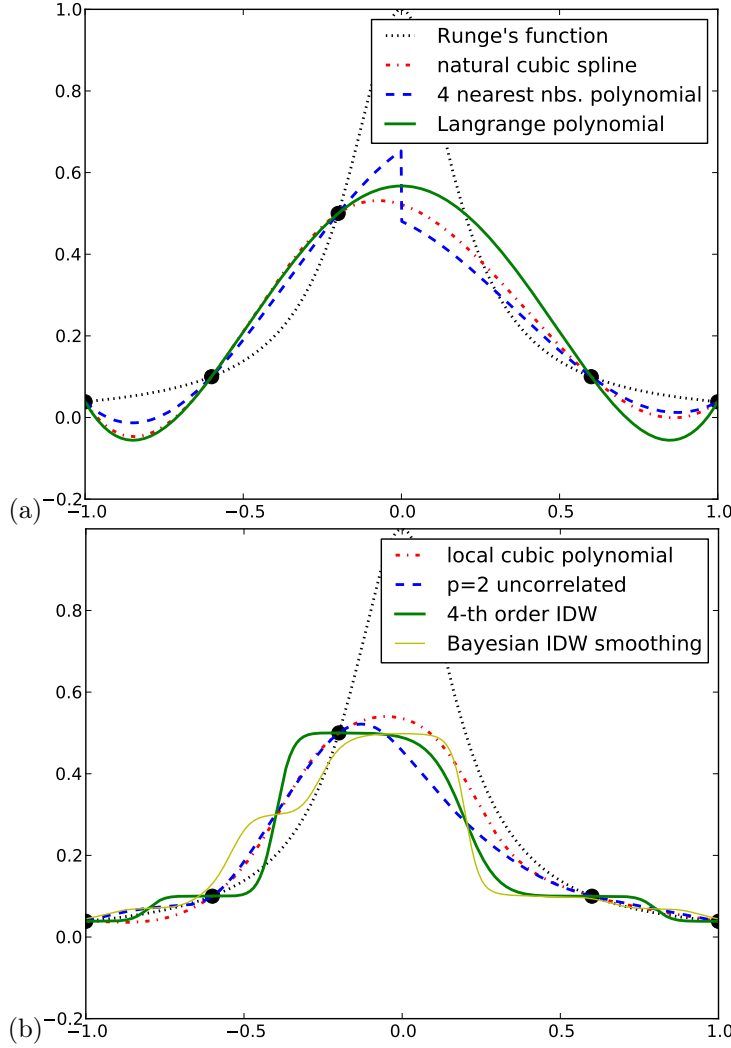 1.0
Runge's function
natural cubic spline
4 nearest nbs. polynomial
Langrange polynomial
0.8
0.6
0.4
0.2
0.0
(a) −0.2
−1.0 −0.5 0.0 0.5 1.0
local cubic polynomial
p=2 uncorrelated
4-th order IDW
Bayesian IDW smoothing
0.8
0.6
0.4
0.2
0.0
(b) −0.2
−1.0 −0.5 0.0 0.5 1.0